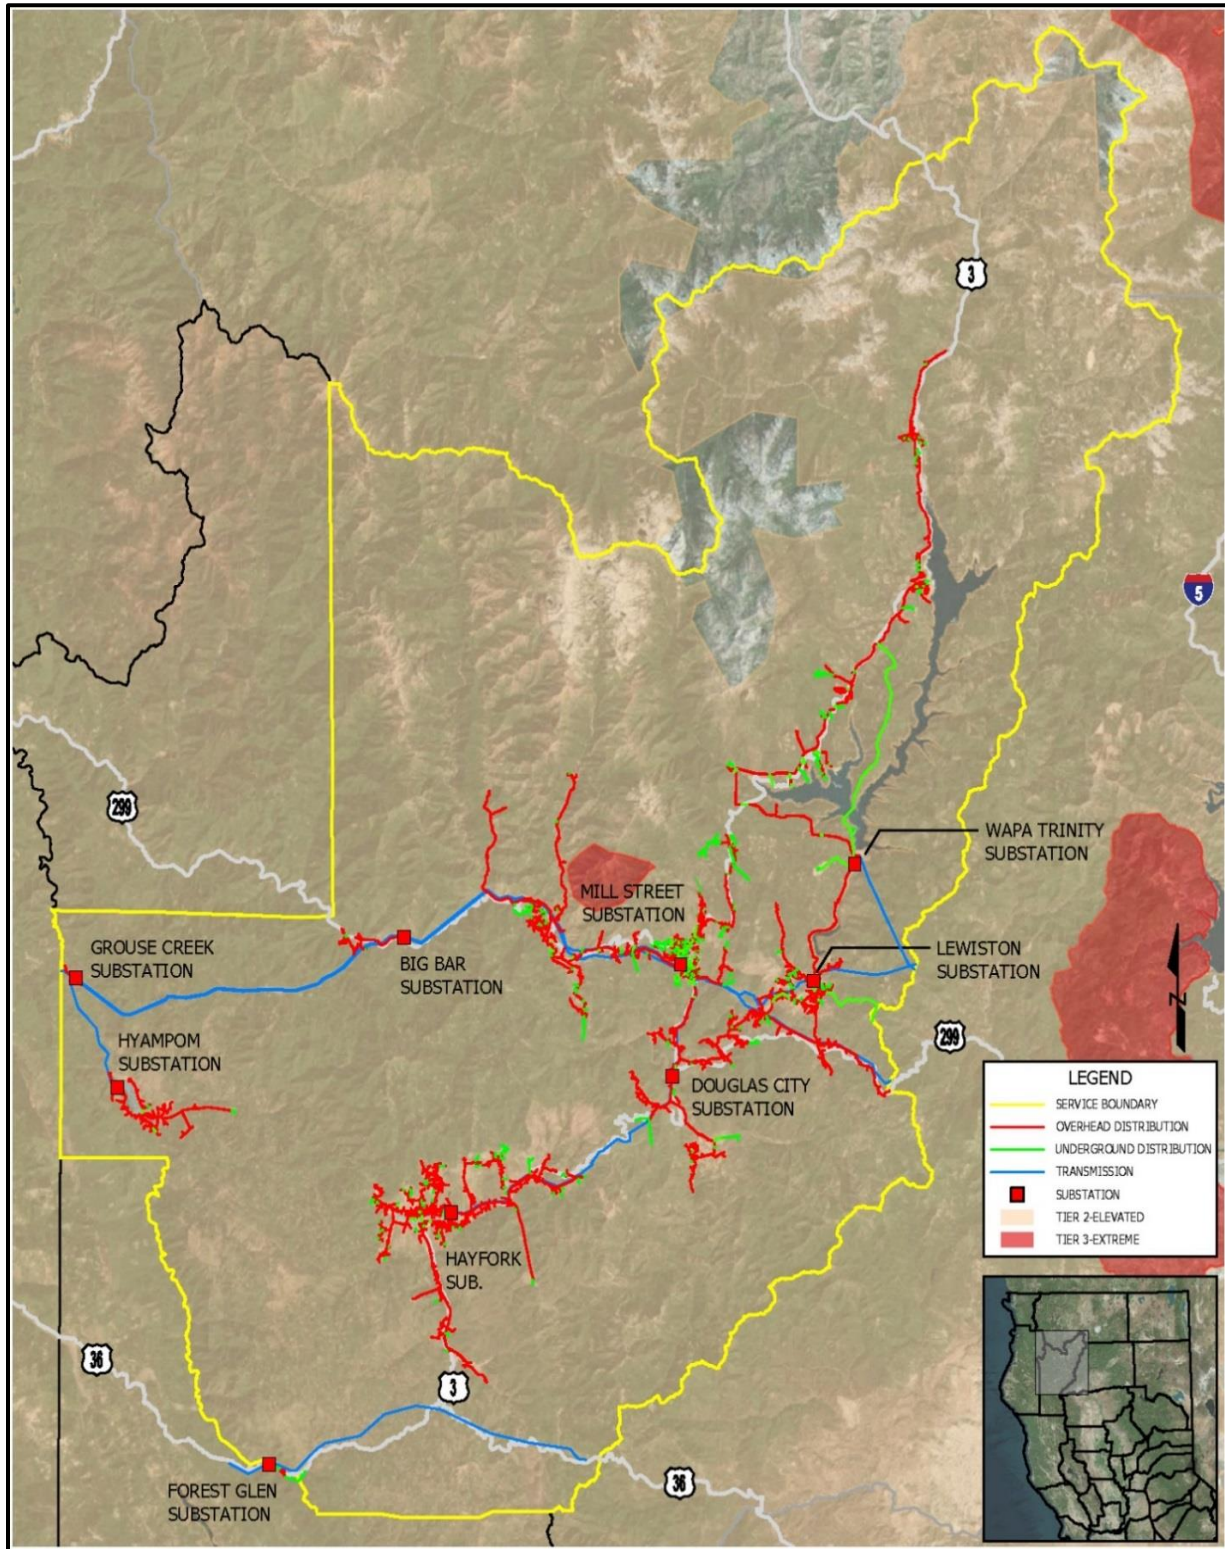 3
5
299
WAPA TRINITY
SUBSTATION
MILL STREET
SUBSTATION
GROUSE CREEK
SUBSTATION
BIG BAR
SUBSTATION
LEWISTON
SUBSTATION
N
HYAMPOM
SUBSTATION
299
DOUGLAS CITY
SUBSTATION
HAYFORK
SUB.
36
3
FOREST GLEN
SUBSTATION
36
LEGEND
SERVICE BOUNDARY
OVERHEAD DISTRIBUTION
UNDERGROUND DISTRIBUTION
TRANSMISSION
SUBSTATION
TIER 2-ELEVATED
TIER 3-EXTREME